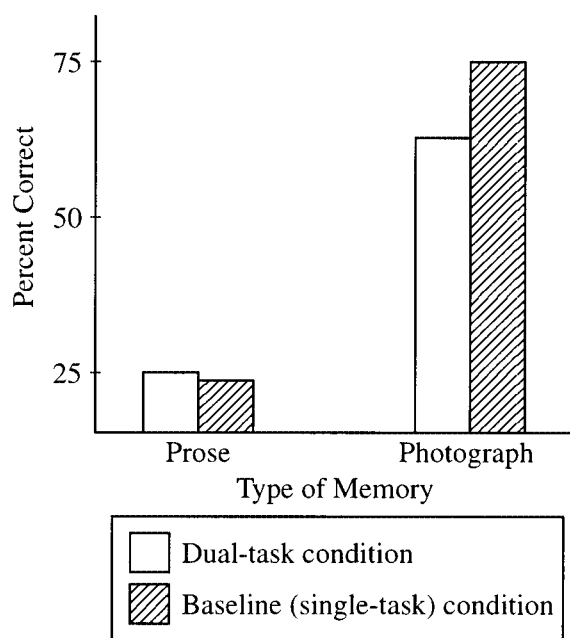 75
50
25
Percent Correct
Prose
Photograph
Type of Memory
Dual-task condition
Baseline (single-task) condition